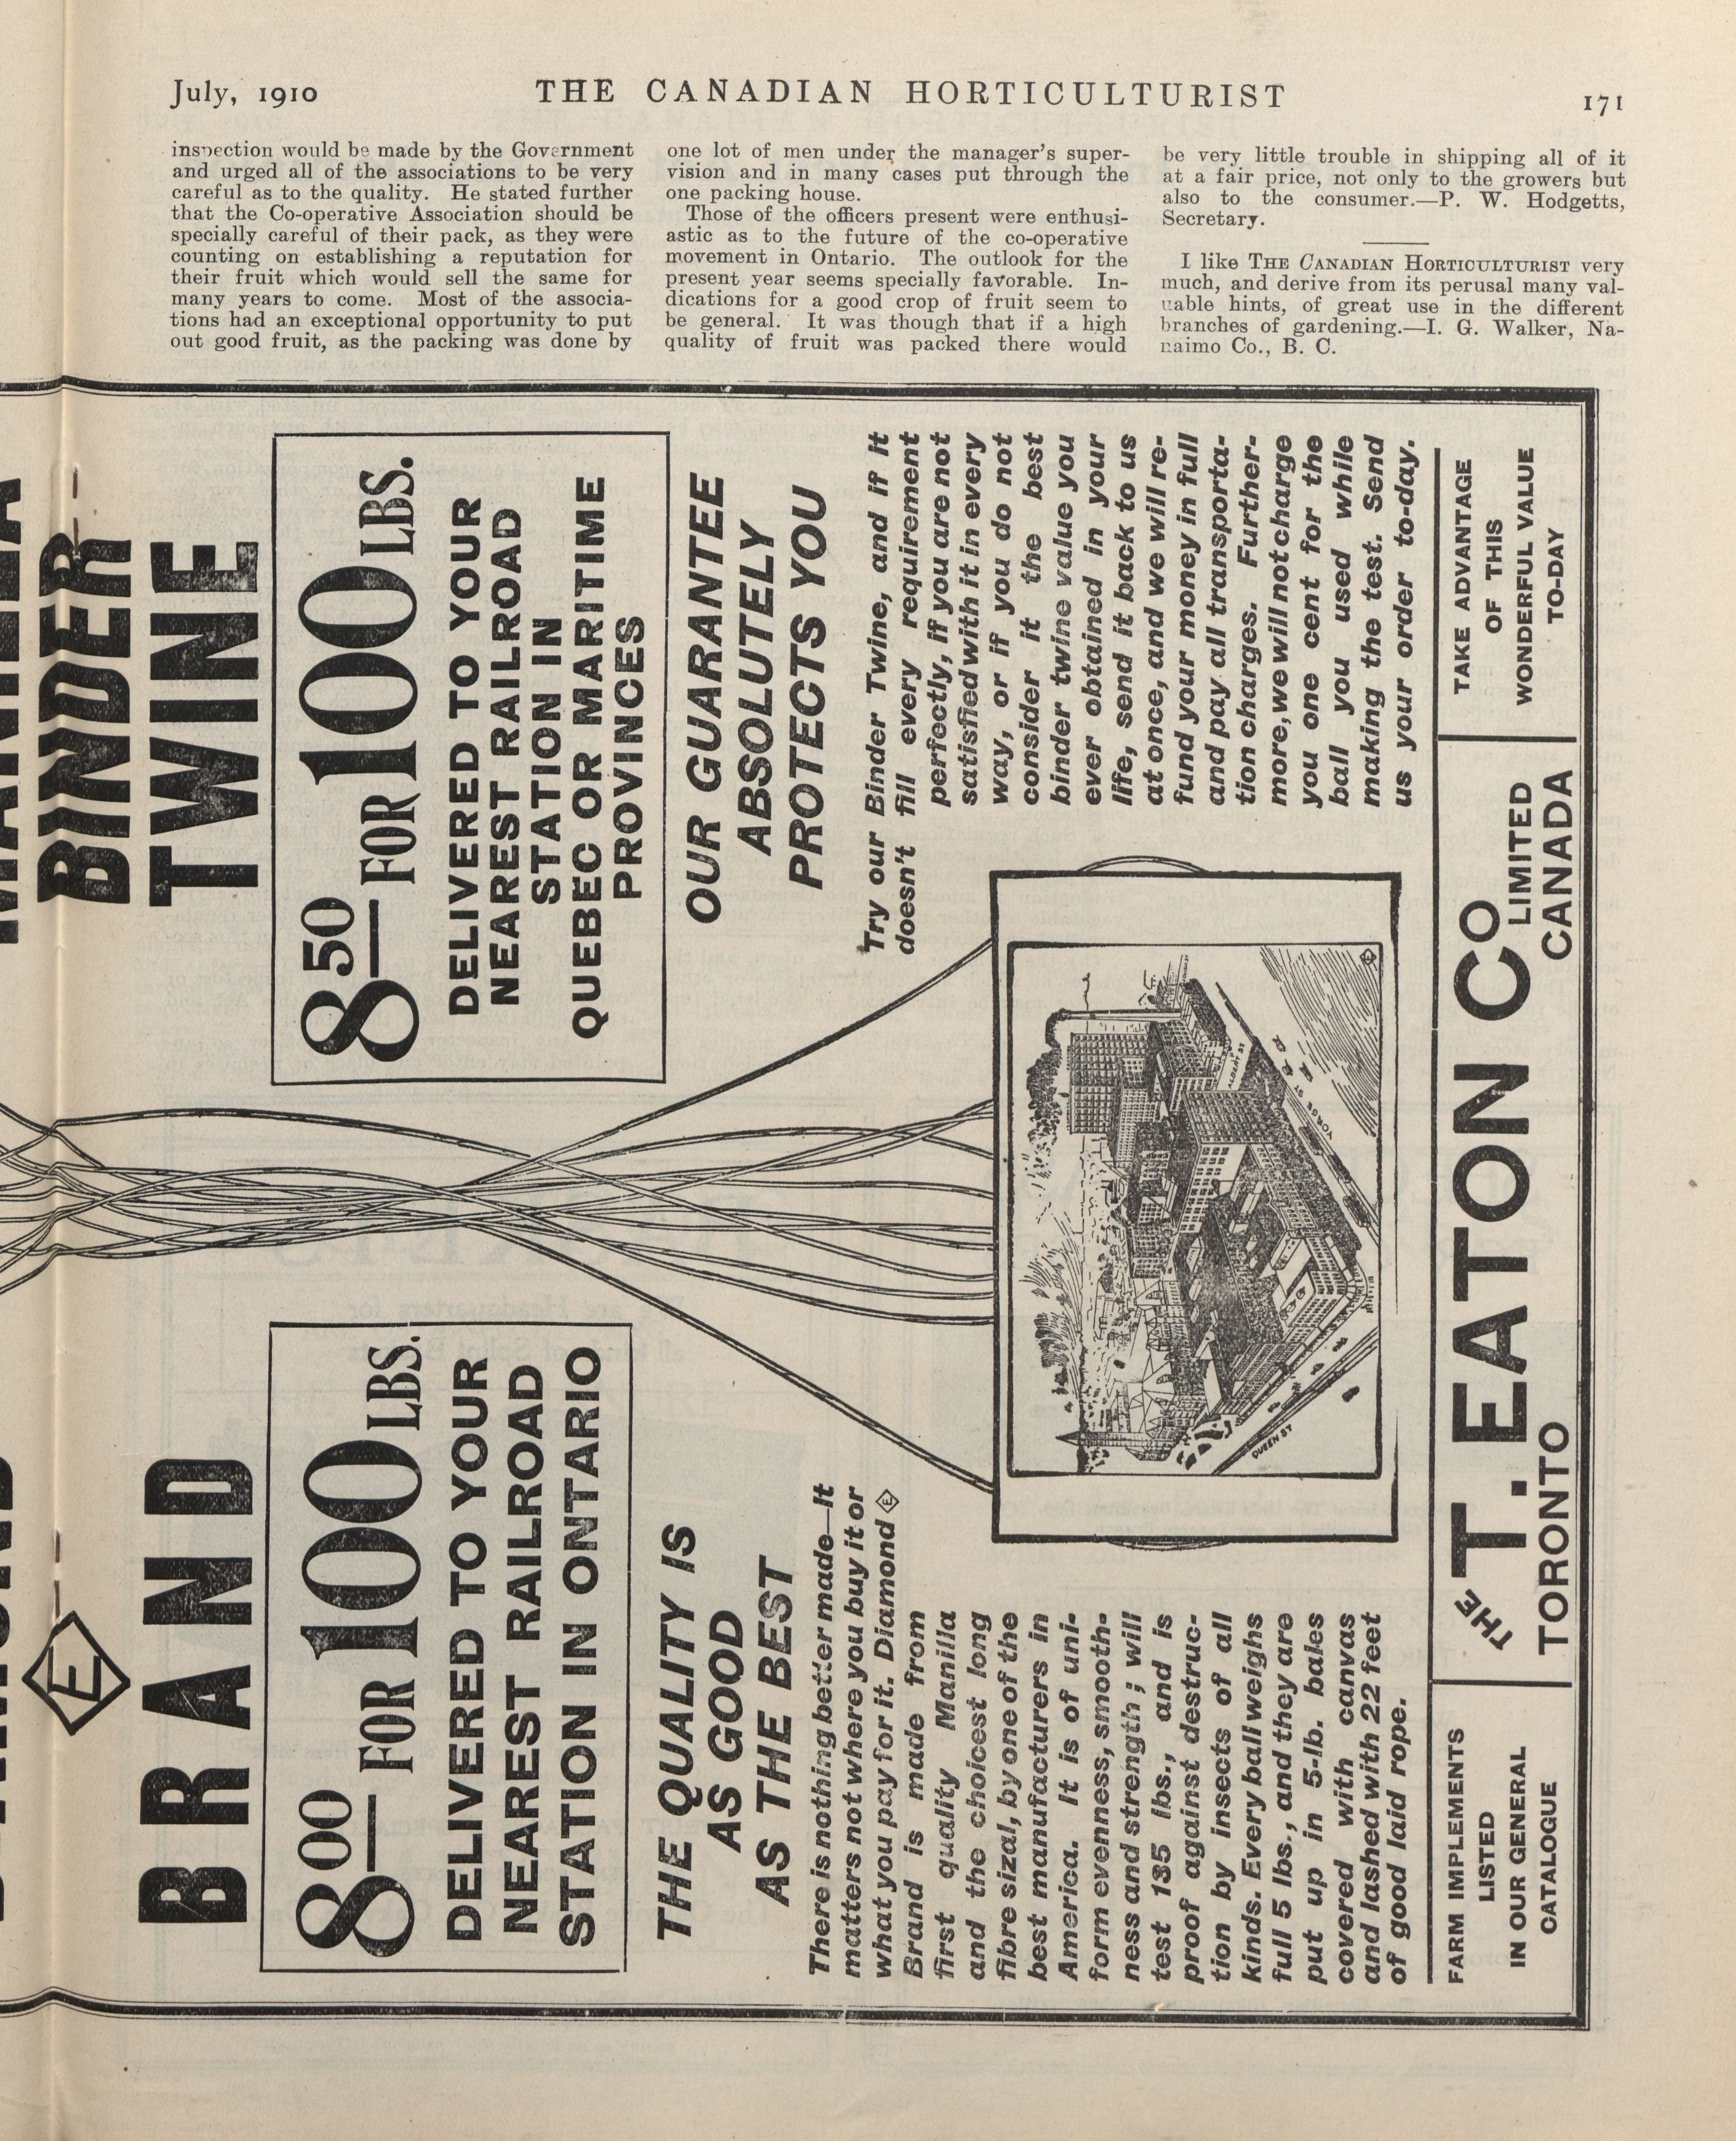 July, 1910
THE CANADIAN HORTICULTURIST
171
inspection would be made by the Government
and urged all of the associations to be very
careful as to the quality. He stated further
that the Co-operative Association should be
specially careful of their pack, as they were
counting on establishing a reputation for
their fruit which would sell the same for
many years to come. Most of the associa-
tions had an exceptional opportunity to put
out good fruit, as the packing was done by
one lot of men under the manager's super-
vision and in many cases put through the
one packing house.
Those of the officers present were enthusi-
astic as to the future of the co-operative
movement in Ontario. The outlook for the
present year seems specially favorable. In-
dications for a good crop of fruit seem to
be general. It was though that if a high
quality of fruit was packed there would
be very little trouble in shipping all of it
at a fair price, not only to the growers but
also to the consumer.—P. W. Hodgetts,
Secretary.
I like THE CANADIAN HORTICULTURIST very
much, and derive from its perusal many val-
uable hints, of great use in the different
branches of gardening.—I. G. Walker, Na-
naimo Co., B. C.
BRAND
E
BINDER
TWINE
8 00 FOR 100 LBS.
DELIVERED TO YOUR
NEAREST RAILROAD
STATION IN ONTARIO
THE QUALITY IS
AS GOOD
AS THE BEST
There is nothing better made—It
matters not where you buy it or
what you pay for it. Diamond E
Brand is made from
first quality Manilla
and the choicest long
fibre sizal, by one of the
best manufacturers in
America. It is of uni-
form evenness, smooth-
ness and strength; will
test 135 lbs., and is
proof against destruc-
tion by insects of all
kinds. Every ball weighs
full 5 lbs., and they are
put up in 5-lb. bales
covered with canvas
and lashed with 22 feet
of good laid rope.
8 50 FOR 100 LBS.
DELIVERED TO YOUR
NEAREST RAILROAD
STATION IN
QUEBEC OR MARITIME
PROVINCES
OUR GUARANTEE
ABSOLUTELY
PROTECTS YOU
Try our Binder Twine, and if it
doesn't fill every requirement
perfectly, if you are not
satisfied with it in every
way, or if you do not
consider it the best
binder twine value you
ever obtained in your
life, send it back to us
at once, and we will re-
fund your money in full
and pay all transporta-
tion charges. Further-
more, we will not charge
you one cent for the
ball you used while
making the test. Send
us your order to-day.
ALBERT ST
YONGE ST
QUEEN ST
E
FARM IMPLEMENTS
LISTED
IN OUR GENERAL
CATALOGUE
THE T. EATON CO LIMITED
TORONTO CANADA
TAKE ADVANTAGE
OF THIS
WONDERFUL VALUE
TO-DAY